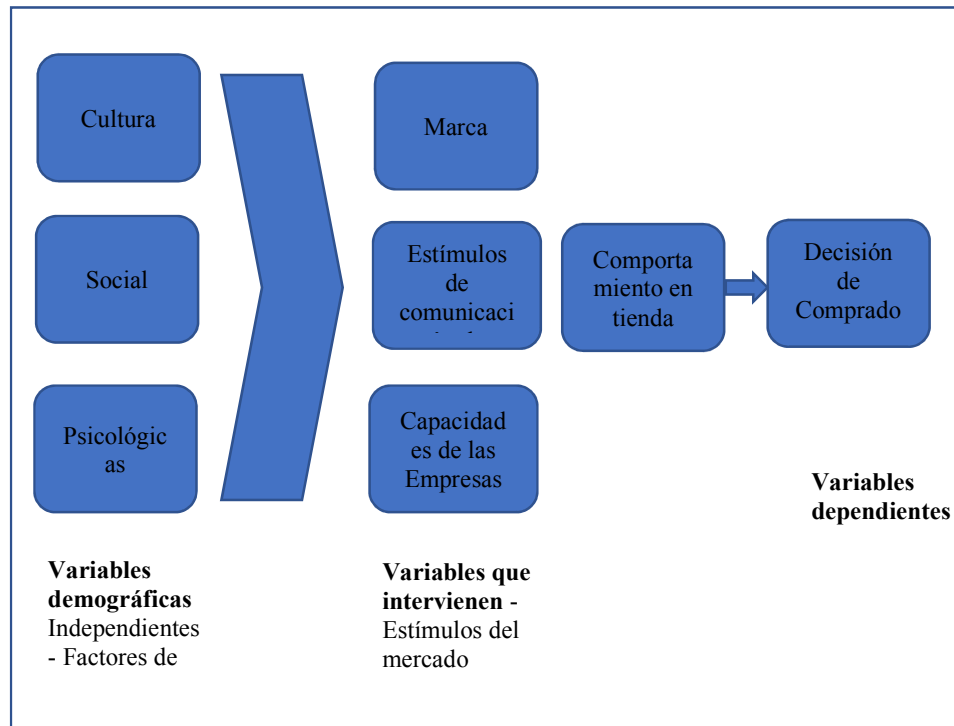 Cultura
Social
Psicológic
as
Marca
Estímulos
de
comunicaci
Capacidad
es de las
Empresas
Comporta
miento en
tienda
Decisión
de
Comprado
Variables
dependientes
Variables
demográficas
Independientes
- Factores de
Variables que
intervienen -
Estímulos del
mercado